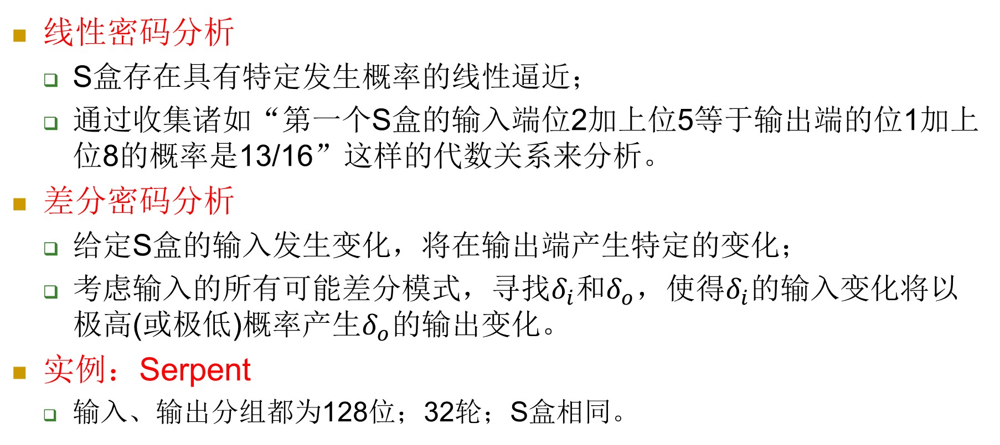 线性密码分析
S盒存在具有特定发生概率的线性逼近；
通过收集诸如“第一个S盒的输入端位2加上位5等于输出端的位1加上
位8的概率是13/16”这样的代数关系来分析。
差分密码分析
给定S盒的输入发生变化，将在输出端产生特定的变化；
考虑输入的所有可能差分模式，寻找δᵢ和δₒ，使得δᵢ的输入变化将以
极高(或极低)概率产生δₒ的输出变化。
实例：Serpent
输入、输出分组都为128位；32轮；S盒相同。